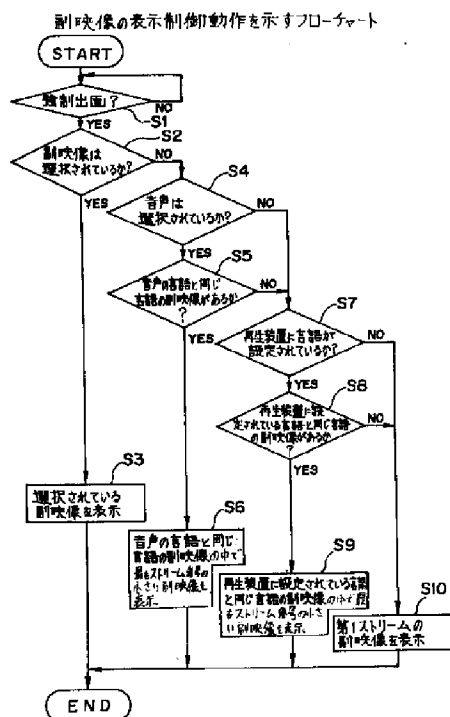 副映像の表示制御動作を示すフローチャート
START
強制出画?
NO
S1
YES
S2
副映像は
選択されているか?
NO
S4
YES
音声は
選択されているか?
NO
YES
S5
音声の言語と同じ
言語の副映像があるか
?
NO
S7
YES
再生装置に言語が
設定されているか?
NO
YES
S8
再生装置に設
定されている言語と同じ言語
の副映像があるか
?
NO
YES
S3
選択されている
副映像を表示
S6
音声の言語と同じ
言語の副映像の中で
最もストリーム番号の
小さい副映像を
表示
S9
再生装置に設定されている言語
と同じ言語の副映像の中で最
もストリーム番号の小さ
い副映像を表示
S10
第1ストリームの
副映像を表示
END